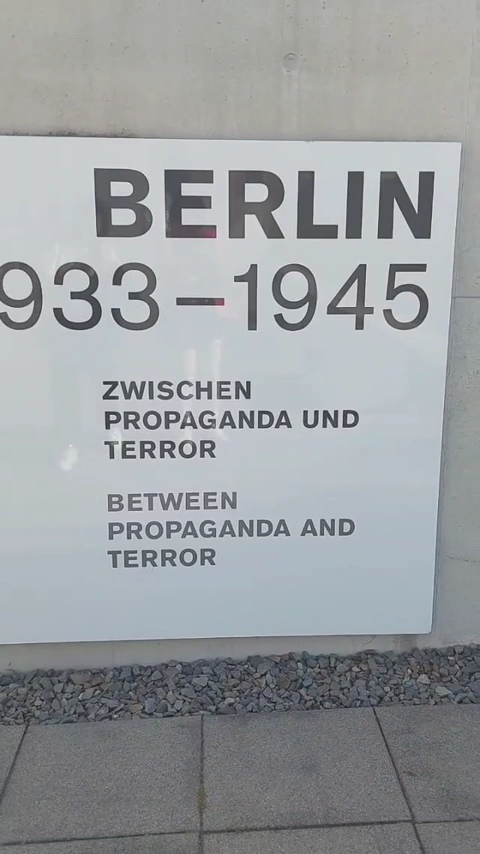 BERLIN
933–1945
ZWISCHEN
PROPAGANDA UND
TERROR
BETWEEN
PROPAGANDA AND
TERROR